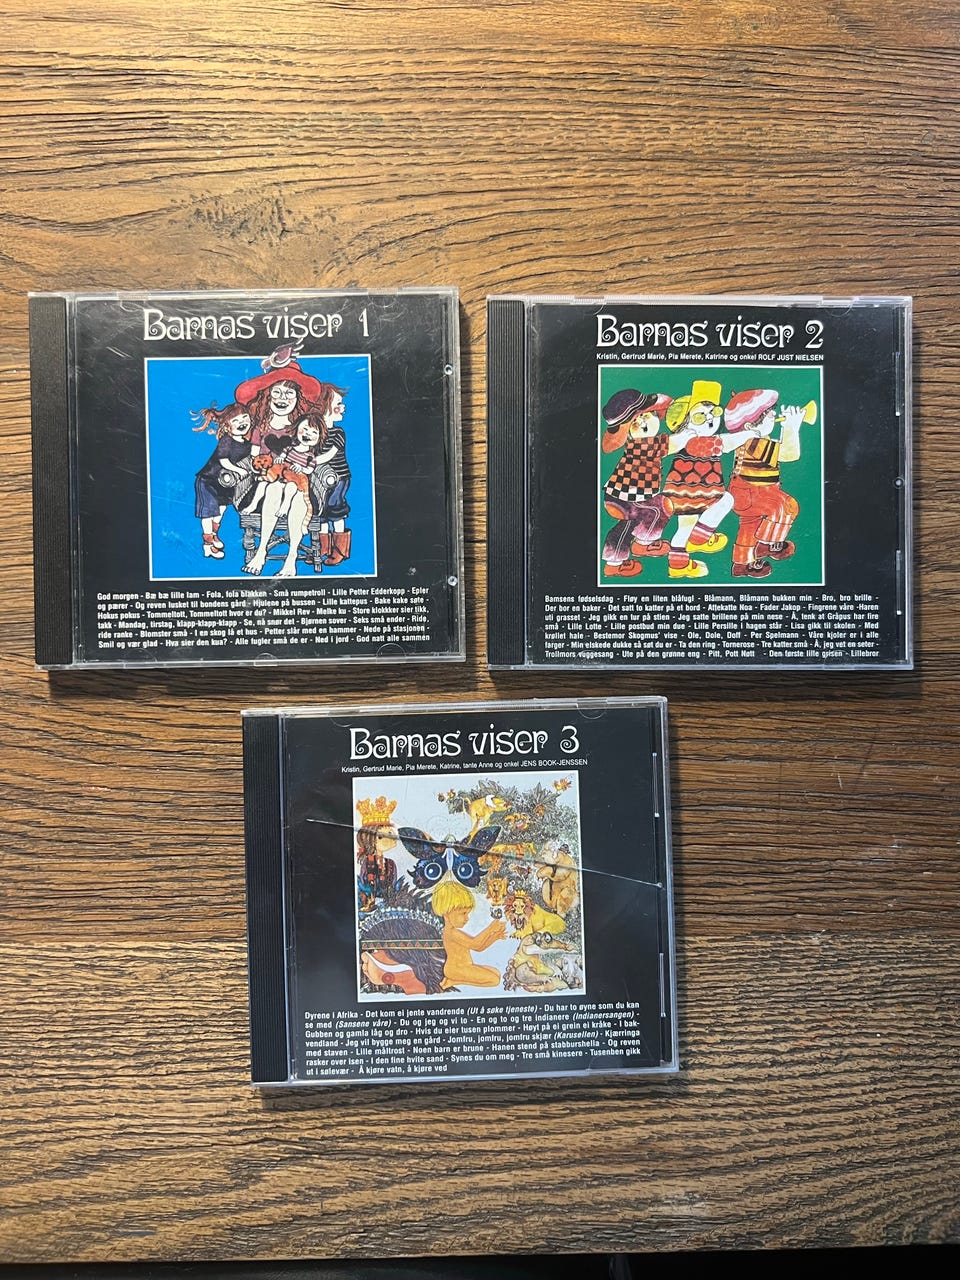 Barnas viser 1
God morgen - Bæ bæ lille lam - Fola, fola blakken - Små rumpetroll - Lille Petter Edderkopp - Epler
og pærer - Og reven lusket til bondens gård - Hjulene på bussen - Lille kattepus - Bake kake søte -
Hokus pokus - Tommeltott, Tommeltott hvor er du? - Mikkel Rev - Melke ku - Store klokkker sier tikk,
takk - Mandag, tirstag, klapp-klapp-klapp - Se, nå snør det - Bjørnen sover - Seks små ender - Ride,
ride ranke - Blomster små - I en skog lå et hus - Petter slår med en hammer - Nede på stasjonen -
Smil og vær glad - Hva sier den kua? - Alle fugler små de er - Ned i jord - God natt alle sammen
Barnas viser 2
Kristin, Gertrud Marie, Pia Merete, Katrine og onkel ROLF JUST NIELSEN
Bamsens fødselsdag - Fløy en liten blåfugl - Blåmann, Blåmann bukken min - Bro, bro brille -
Der bor en baker - Det satt to katter på et bord - Attekatte Noa - Fader Jakop - Fingrene våre -Haren
uti grasset - Jeg gikk en tur på stien - Jeg satte brillene på min nese - Å, tenk at Gråpus har fire
små - Lille Lotte - Lille postbud min due - Lille Persille i hagen står - Lisa gikk til skolen - Med
krøllet hale - Bestemor Skogmus' vise - Ole, Dole, Doff - Per Spelmann - Våre kjoler er i alle
farger - Min elskede dukke så søt du er - Ta den ring - Tornerose - Tre katter små - Å, jeg vet en seter -
Trollmors vuggesang - Ute på den grønne eng - Pitt, Pott Nøtt - Den første lille grisen - Lillebror
Barnas viser 3
Kristin, Gertrud Marie, Pia Merete, Katrine, tante Anne og onkel JENS BOOK-JENSSEN
Dyrene i Afrika - Det kom ei jente vandrende (Ut å søke tjeneste) - Du har to øyne som du kan
se med (Sansene våre) - Du og jeg og vi to - En og to og tre indianere (Indianersangen) -
Gubben og gamla låg og dro - Hvis du eier tusen plommer - Høyt på ei grein ei kråke - I bak-
vendland - Jeg vil bygge meg en gård - Jomfru, jomfru, jomfru skjær (Karusellen) - Kjærringa
med staven - Lille måltrost - Noen barn er brune - Hanen stend på stabburshella - Og reven
rasker over isen - I den fine hvite sand - Synes du om meg - Tre små kinesere - Tusenben gikk
ut i sølevær - Å kjøre vatn, å kjøre ved